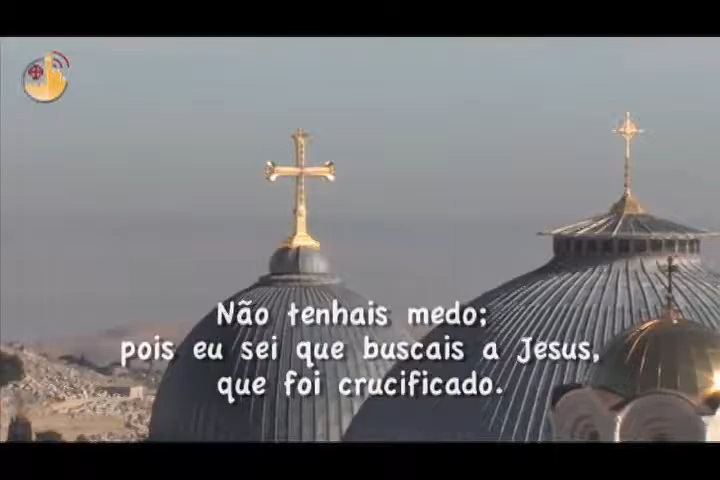 Não tenhais medo;
pois eu sei que buscais a Jesus,
que foi crucificado.